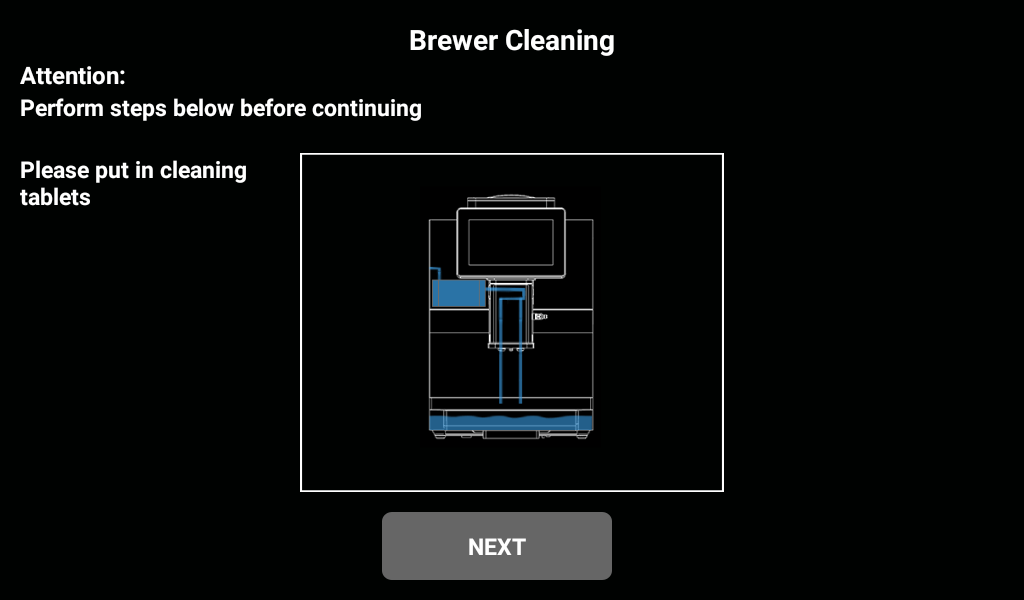 Brewer Cleaning
Attention:
Perform steps below before continuing
Please put in cleaning
tablets
NEXT